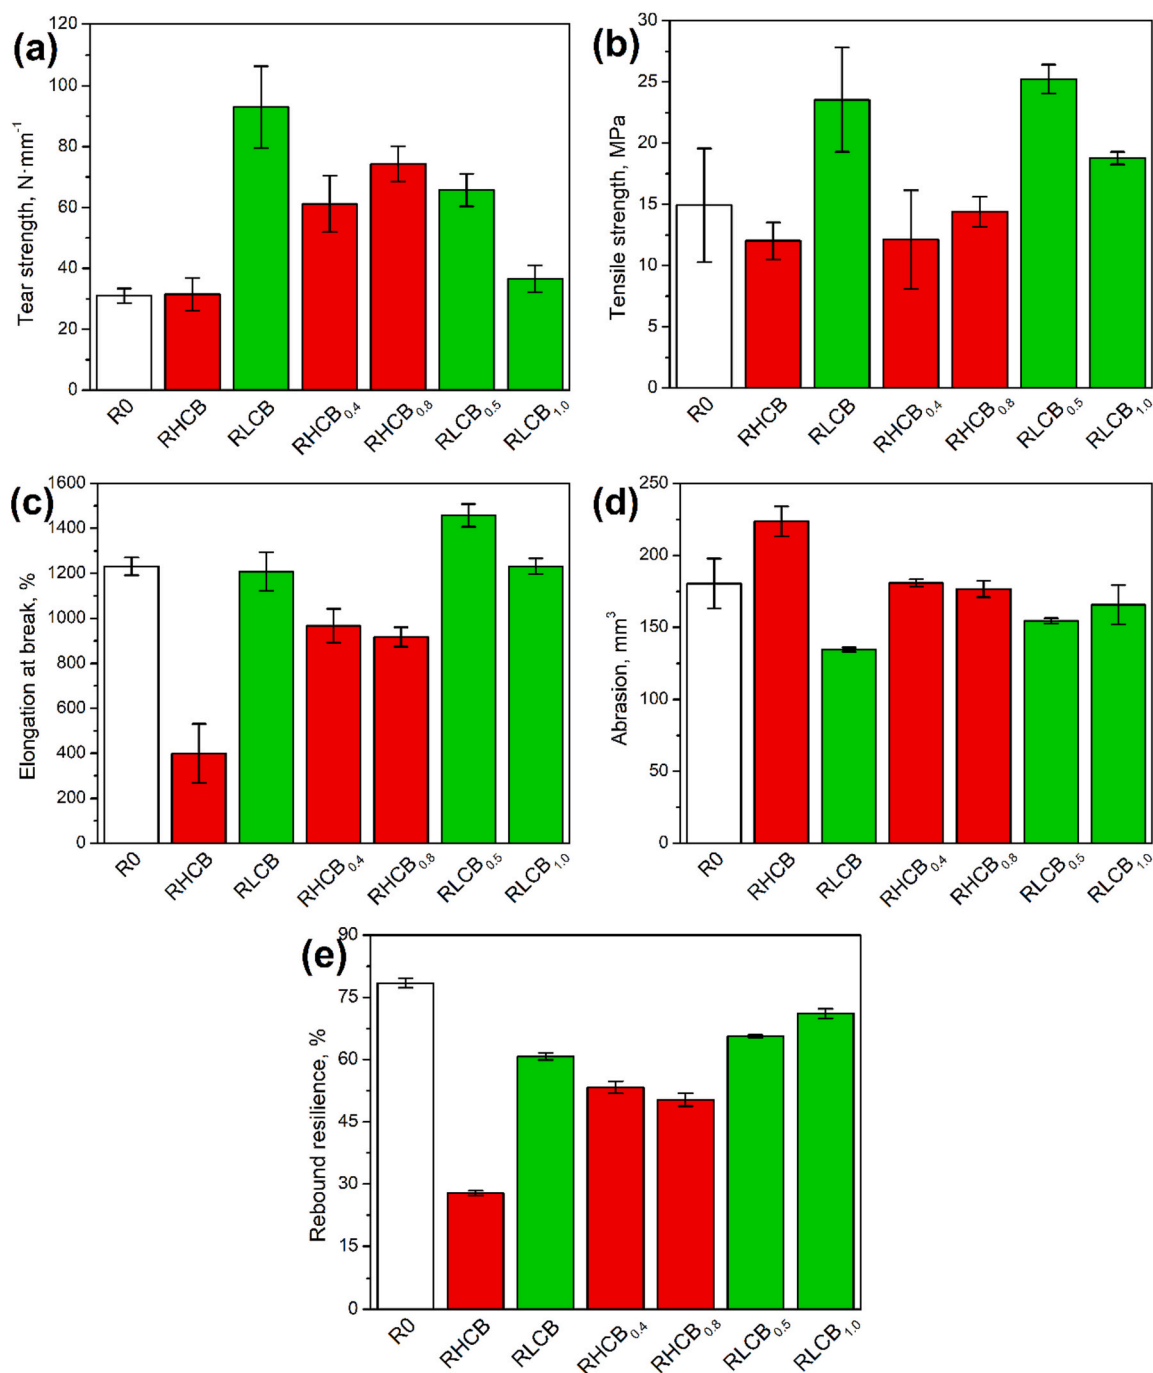 (a)
Tear strength, N·mm⁻¹
120
100
80
60
40
20
0
R0 RHCB RLCB RHCB₀.₄ RHCB₀.₈ RLCB₀.₅ RLCB₁.₀
(b)
Tensile strength, MPa
30
25
20
15
10
5
0
R0 RHCB RLCB RHCB₀.₄ RHCB₀.₈ RLCB₀.₅ RLCB₁.₀
(c)
Elongation at break, %
1600
1400
1200
1000
800
600
400
200
0
R0 RHCB RLCB RHCB₀.₄ RHCB₀.₈ RLCB₀.₅ RLCB₁.₀
(d)
Abrasion, mm³
250
200
150
100
50
0
R0 RHCB RLCB RHCB₀.₄ RHCB₀.₈ RLCB₀.₅ RLCB₁.₀
(e)
Rebound resilience, %
90
75
60
45
30
15
0
R0 RHCB RLCB RHCB₀.₄ RHCB₀.₈ RLCB₀.₅ RLCB₁.₀